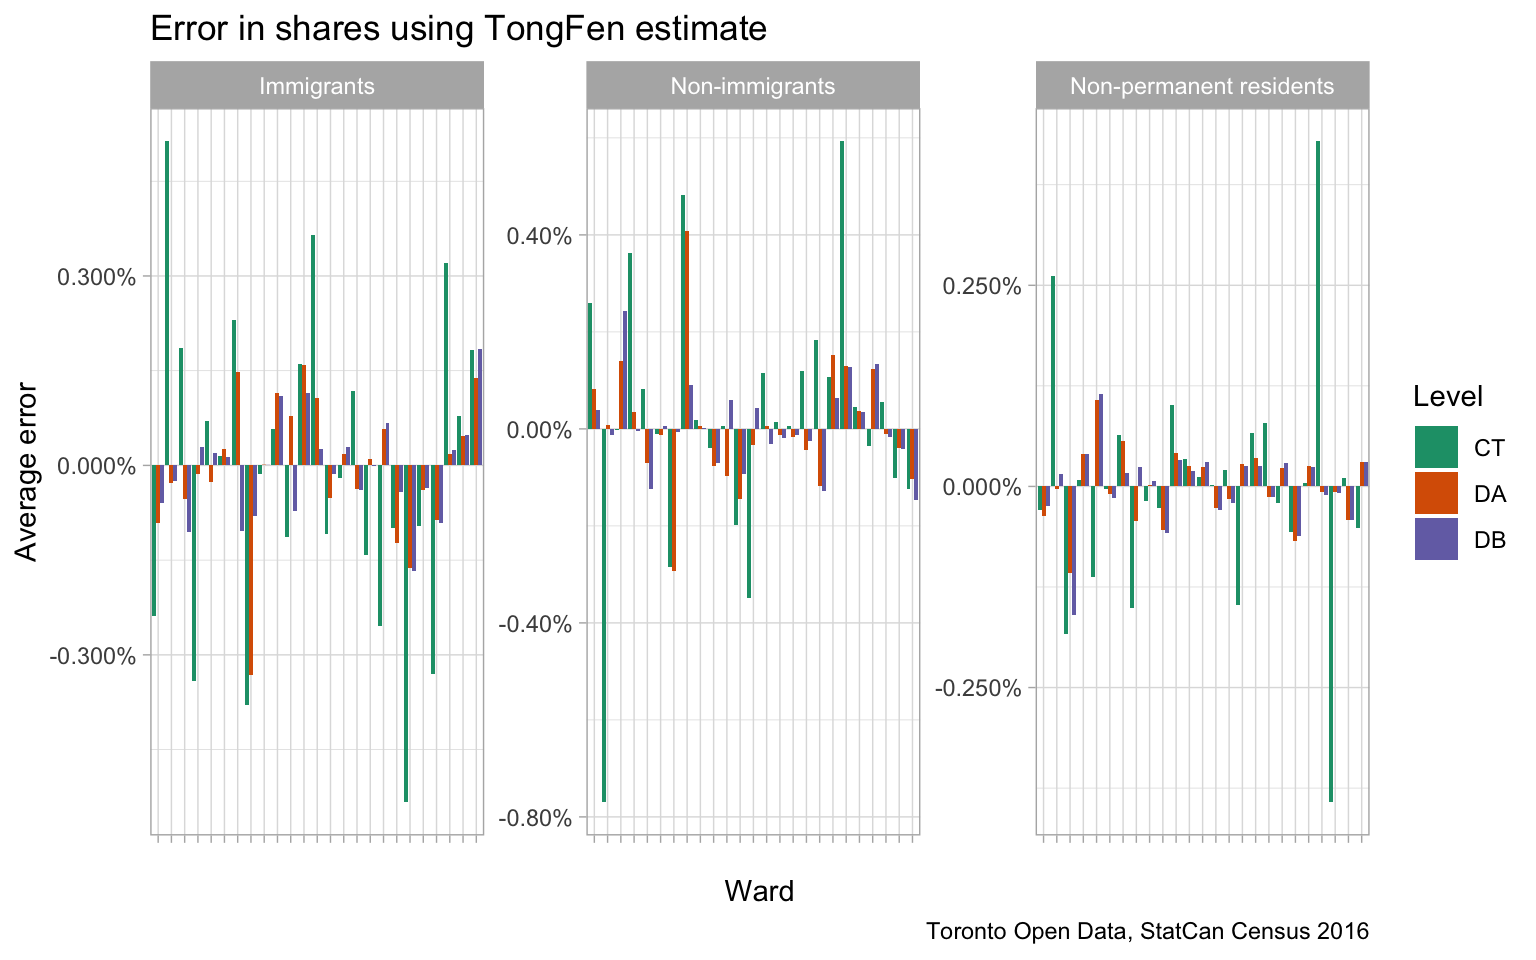 Error in shares using TongFen estimate
Immigrants
Non-immigrants
Non-permanent residents
Average error
0.300%
0.000%
-0.300%
0.40%
0.00%
-0.40%
-0.80%
0.250%
0.000%
-0.250%
Level
CT
DA
DB
Ward
Toronto Open Data, StatCan Census 2016